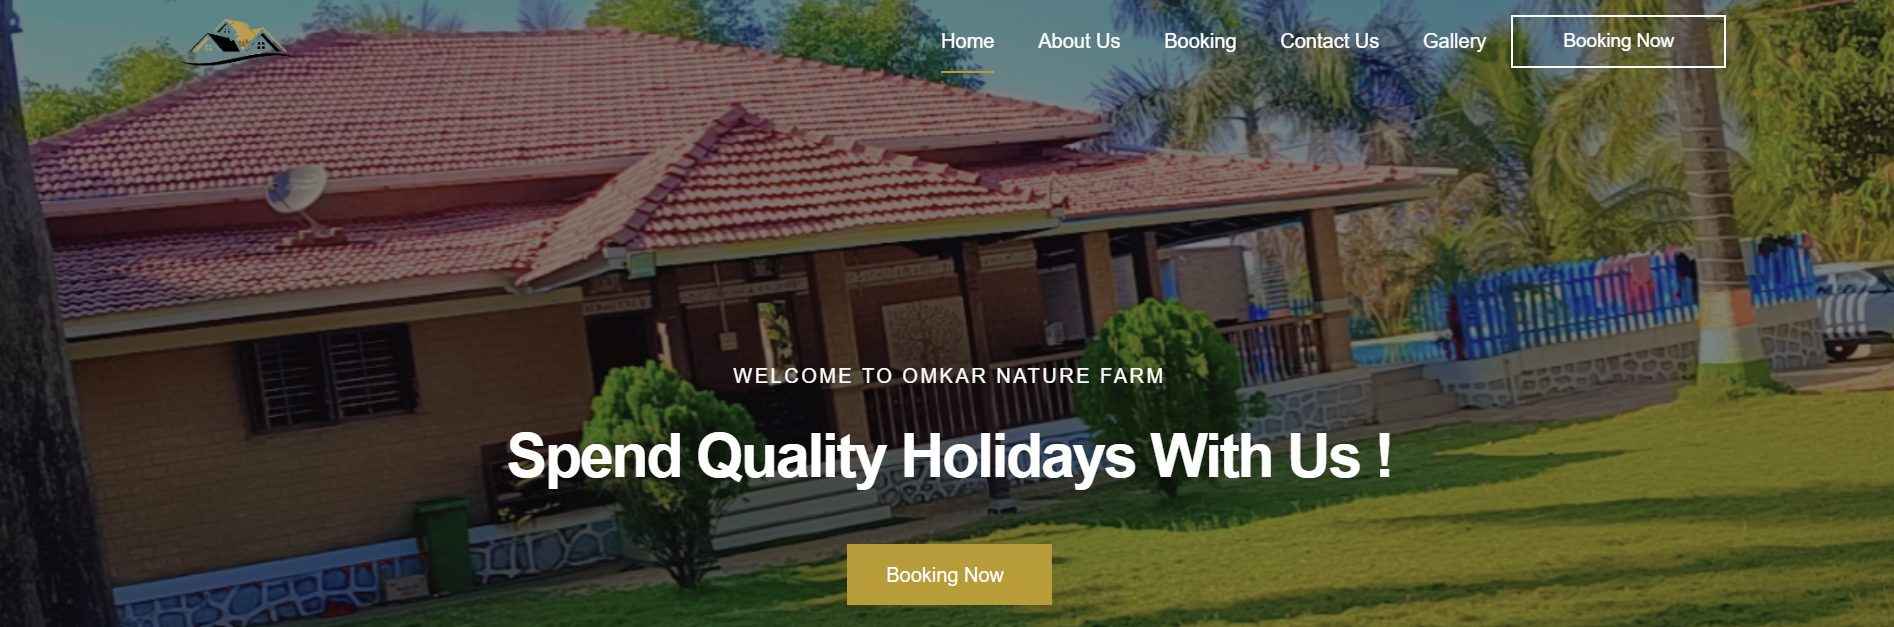 Home
About Us
Booking
Contact Us
Gallery
Booking Now
WELCOME TO OMKAR NATURE FARM
Spend Quality Holidays With Us !
Booking Now